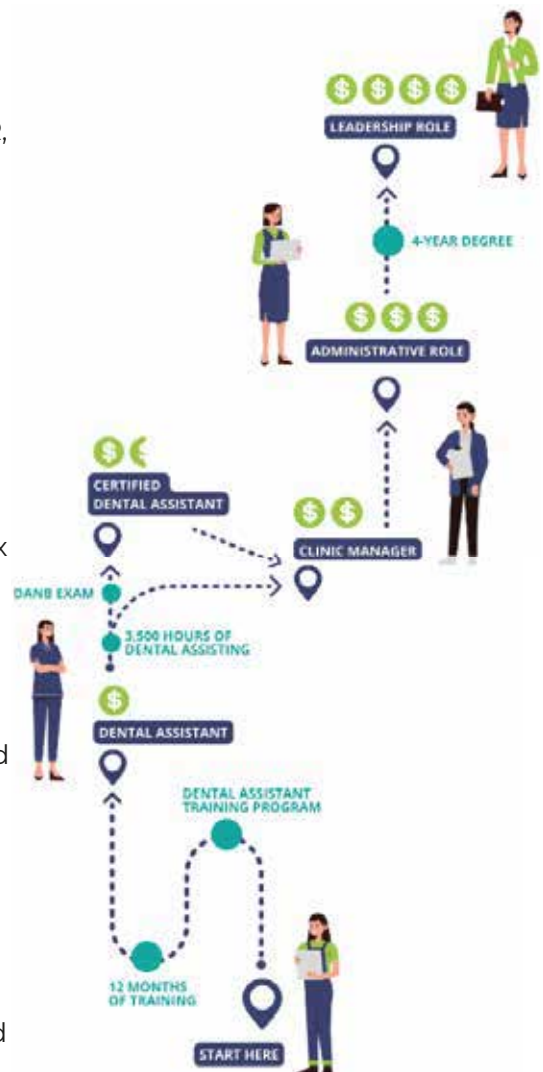 $ $ $ $
LEADERSHIP ROLE
4-YEAR DEGREE
$ $ $
ADMINISTRATIVE ROLE
$
CERTIFIED
DENTAL ASSISTANT
$ $
CLINIC MANAGER
DANB EXAM
3,500 HOURS OF
DENTAL ASSISTING
$
DENTAL ASSISTANT
DENTAL ASSISTANT
TRAINING PROGRAM
12 MONTHS
OF TRAINING
START HERE